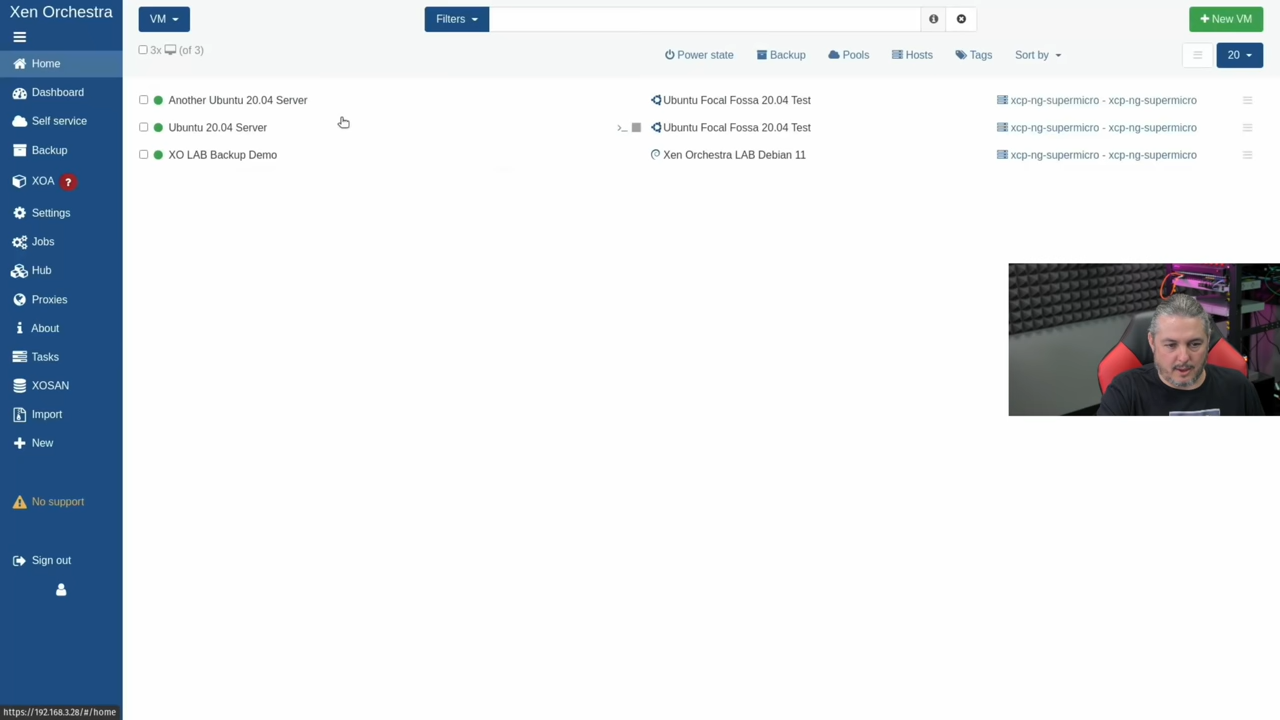 Xen Orchestra
Home
Dashboard
Self service
Backup
XOA ?
Settings
Jobs
Hub
Proxies
About
Tasks
XOSAN
Import
New
No support
Sign out
https://192.168.3.28/#/home
VM
Filters
New VM
3x (of 3)
Power state Backup Pools Hosts Tags Sort by 20
Another Ubuntu 20.04 Server Ubuntu Focal Fossa 20.04 Test xcp-ng-supermicro - xcp-ng-supermicro
Ubuntu 20.04 Server >_ Ubuntu Focal Fossa 20.04 Test xcp-ng-supermicro - xcp-ng-supermicro
XO LAB Backup Demo Xen Orchestra LAB Debian 11 xcp-ng-supermicro - xcp-ng-supermicro